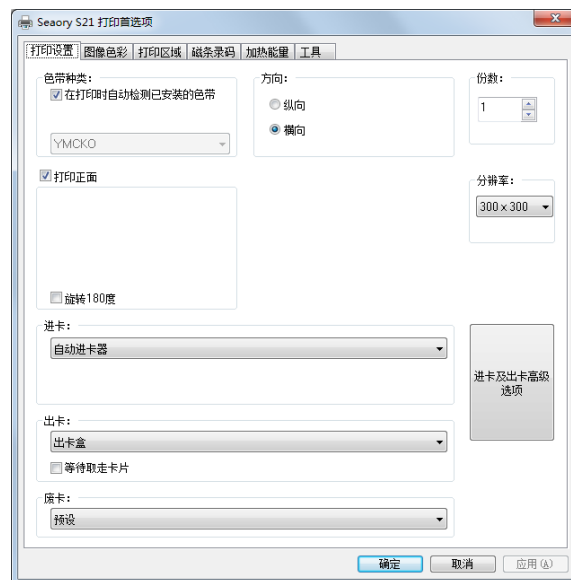 Seaory S21 打印首选项
打印设置 图像色彩 打印区域 磁条录码 加热能量 工具
色带种类：
在打印时自动检测已安装的色带
YMCKO
方向：
纵向
横向
份数：
1
打印正面
旋转180度
分辨率：
300 x 300
进卡：
自动进卡器
进卡及出卡高级
选项
出卡：
出卡盒
等待取走卡片
废卡：
预设
确定 取消 应用(A)